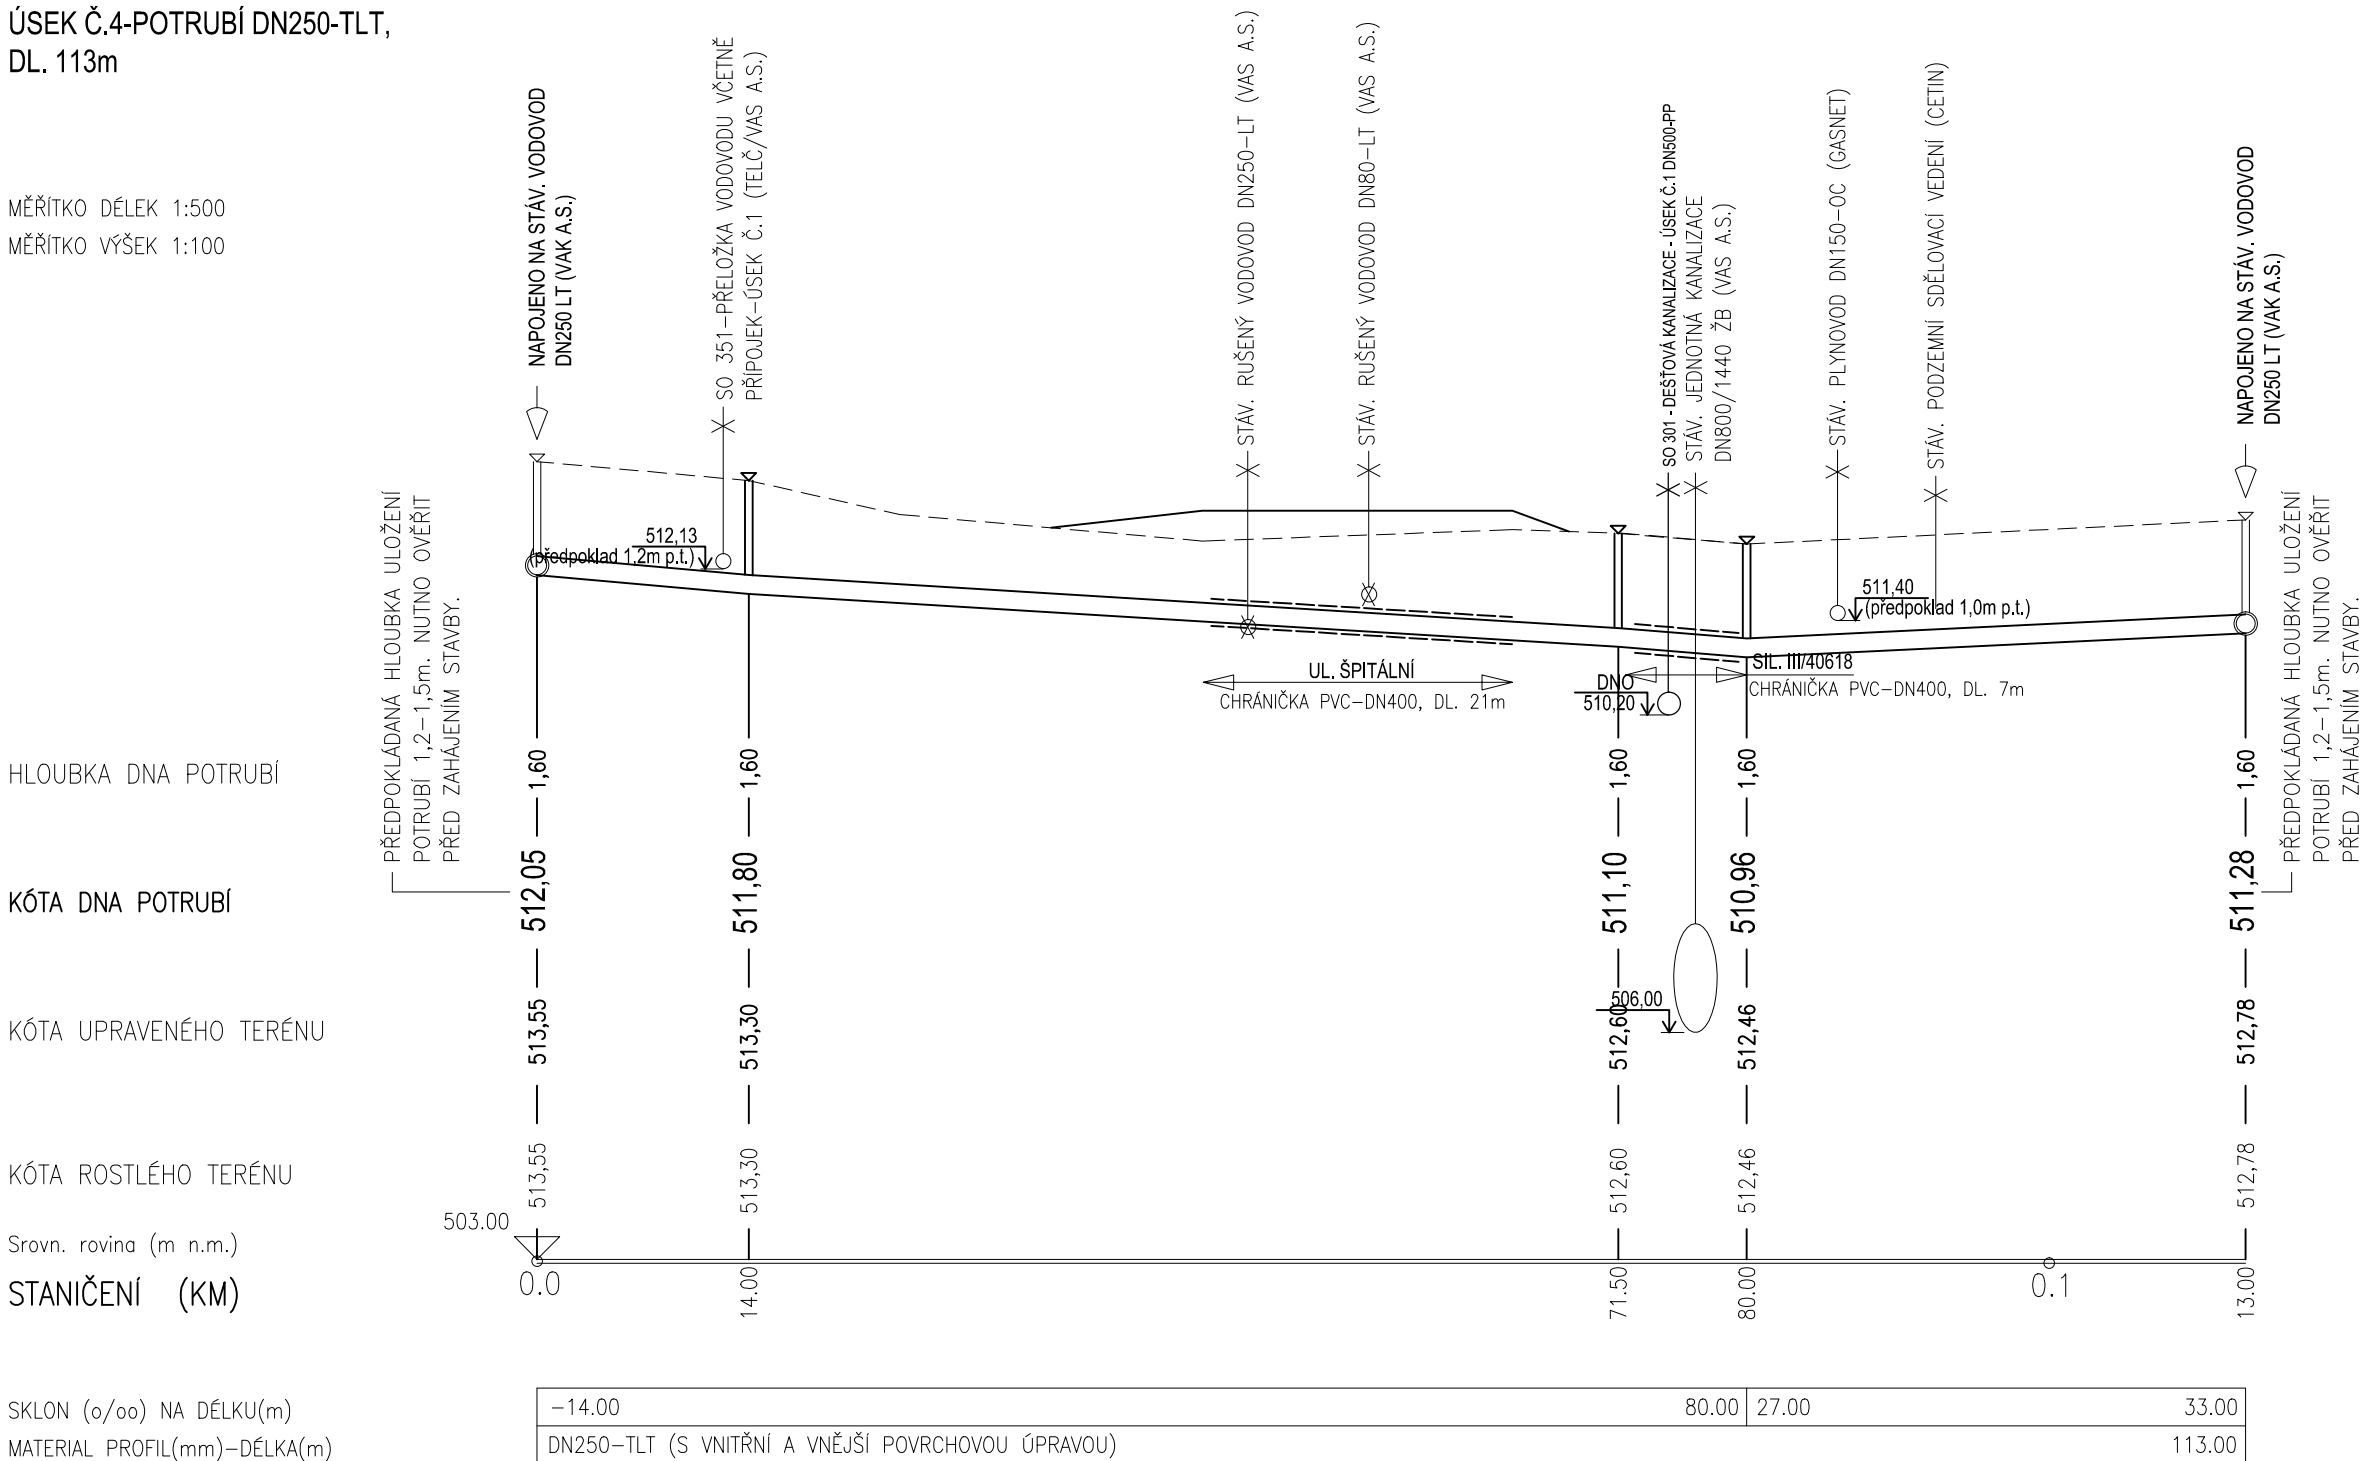 ÚSEK Č.4-POTRUBÍ DN250-TLT,
DL. 113m
MĚŘÍTKO DÉLEK 1:500
MĚŘÍTKO VÝŠEK 1:100
NAPOJENO NA STÁV. VODOVOD
DN250 LT (VAK A.S.)
SO 351-PŘELOŽKA VODOVODU VČETNĚ
PŘÍPOJEK-ÚSEK Č.1 (TELČ/VAS A.S.)
STÁV. RUŠENÝ VODOVOD DN250-LT (VAS A.S.)
STÁV. RUŠENÝ VODOVOD DN80-LT (VAS A.S.)
SO 301 - DEŠŤOVÁ KANALIZACE - ÚSEK Č.1 DN500-PP
STÁV. JEDNOTNÁ KANALIZACE
DN800/1440 ŽB (VAS A.S.)
STÁV. PLYNOVOD DN150-OC (GASNET)
STÁV. PODZEMNÍ SDĚLOVACÍ VEDENÍ (CETIN)
NAPOJENO NA STÁV. VODOVOD
DN250 LT (VAK A.S.)
PŘEDPOKLÁDANÁ HLOUBKA ULOŽENÍ
POTRUBÍ 1,2-1,5m. NUTNO OVĚŘIT
PŘED ZAHÁJENÍM STAVBY.
512,13
(předpoklad 1,2m p.t.)
511,40
(předpoklad 1,0m p.t.)
UL. ŠPITÁLNÍ
CHRÁNIČKA PVC-DN400, DL. 21m
DNO
510,20
SIL. III/40618
CHRÁNIČKA PVC-DN400, DL. 7m
506,00
PŘEDPOKLÁDANÁ HLOUBKA ULOŽENÍ
POTRUBÍ 1,2-1,5m. NUTNO OVĚŘIT
PŘED ZAHÁJENÍM STAVBY.
HLOUBKA DNA POTRUBÍ 1,60 1,60 1,60 1,60 1,60
KÓTA DNA POTRUBÍ 512,05 511,80 511,10 510,96 511,28
KÓTA UPRAVENÉHO TERÉNU 513,55 513,30 512,60 512,46 512,78
KÓTA ROSTLÉHO TERÉNU 513,55 513,30 512,60 512,46 512,78
503.00
Srovn. rovina (m n.m.)
STANIČENÍ (KM) 0.0 14.00 71.50 80.00 0.1 13.00
SKLON (o/oo) NA DÉLKU(m) -14.00 80.00 27.00 33.00
MATERIAL PROFIL(mm)-DÉLKA(m) DN250-TLT (S VNITŘNÍ A VNĚJŠÍ POVRCHOVOU ÚPRAVOU) 113.00